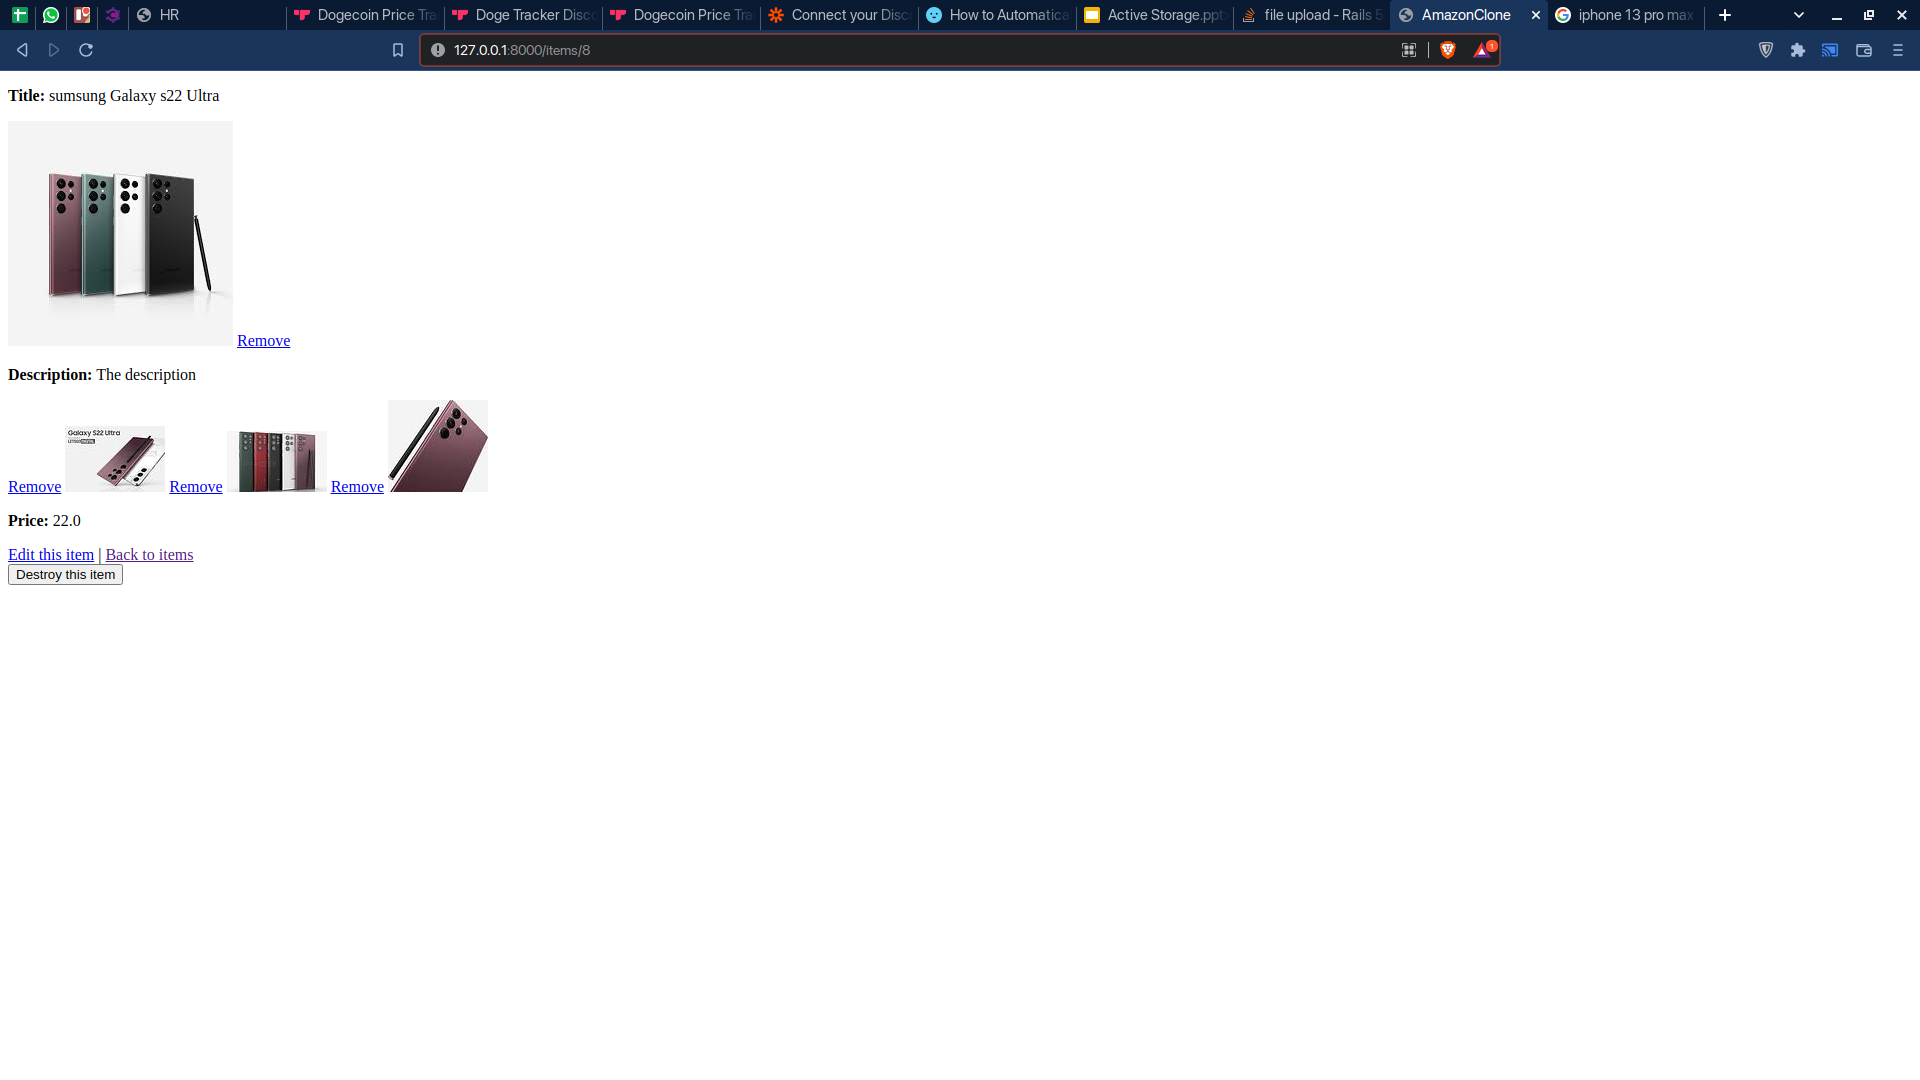 HR
Dogecoin Price Tra
Doge Tracker Disco
Dogecoin Price Tra
Connect your Disc
How to Automatica
Active Storage.ppt
file upload - Rails 5
AmazonClone
iphone 13 pro max
127.0.0.1:8000/items/8
1
Title: sumsung Galaxy s22 Ultra
Remove
Description: The description
Galaxy S22 Ultra
Remove Remove Remove
Price: 22.0
Edit this item | Back to items
Destroy this item